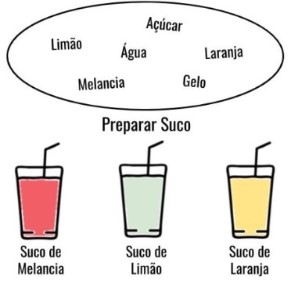 Açúcar
Limão
Água
Laranja
Melancia
Gelo
Preparar Suco
Suco de
Melancia
Suco de
Limão
Suco de
Laranja